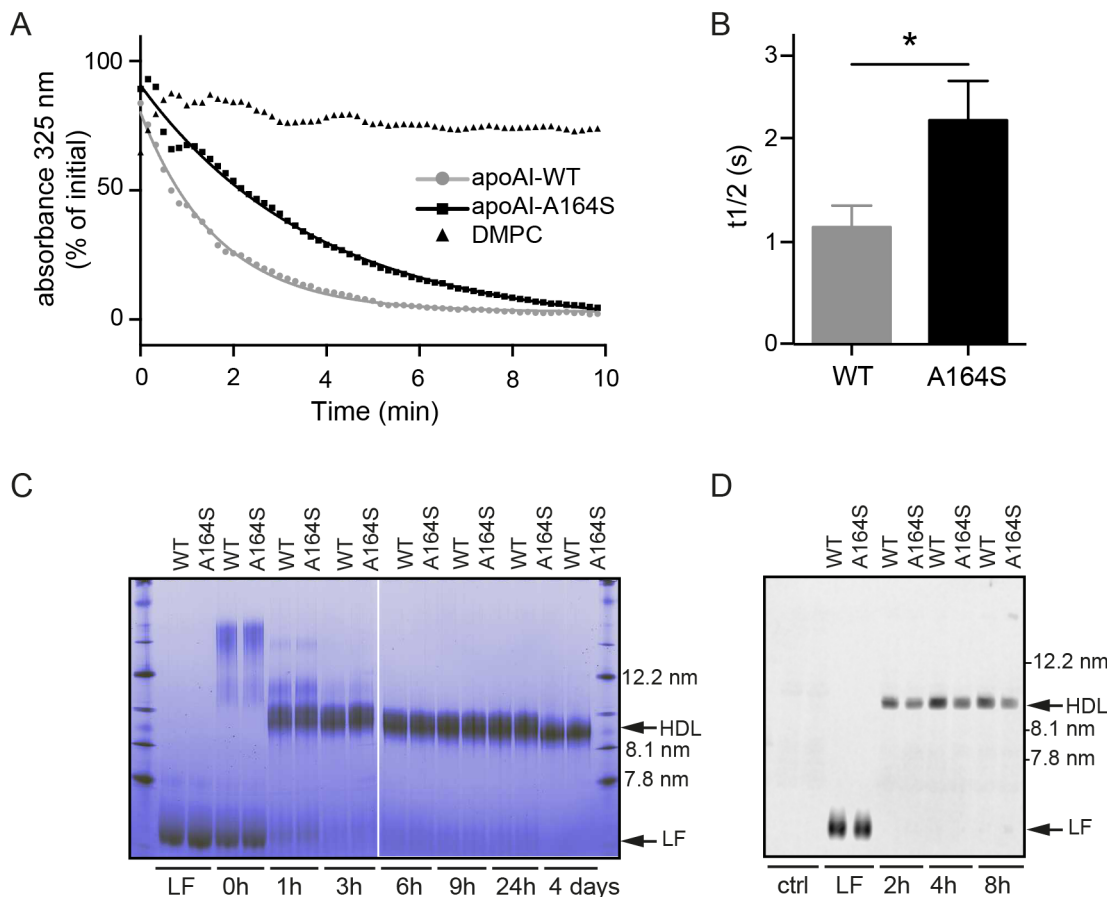 A
absorbance 325 nm
(% of initial)
100
50
0
0 2 4 6 8 10
Time (min)
apoAI-WT
apoAI-A164S
DMPC
B
t1/2 (s)
3
2
1
0
*
WT A164S
C
WT A164S WT A164S WT A164S WT A164S WT A164S WT A164S WT A164S WT A164S
12.2 nm
HDL
8.1 nm
7.8 nm
LF
LF 0h 1h 3h 6h 9h 24h 4 days
D
WT A164S WT A164S WT A164S WT A164S
12.2 nm
HDL
8.1 nm
7.8 nm
LF
ctrl LF 2h 4h 8h